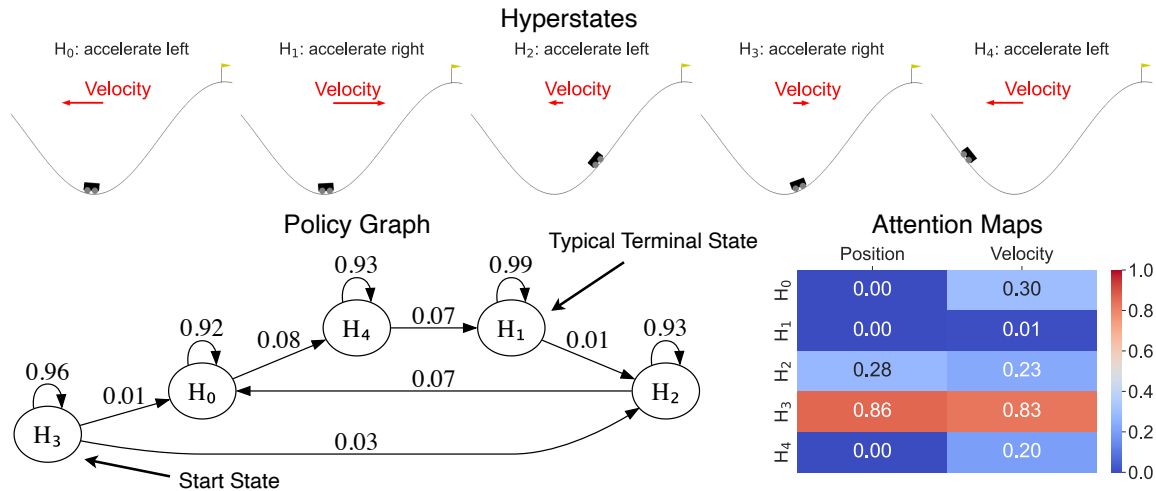 Hyperstates
H₀: accelerate left
H₁: accelerate right
H₂: accelerate left
H₃: accelerate right
H₄: accelerate left
Velocity
Velocity
Velocity
Velocity
Velocity
Policy Graph
Typical Terminal State
0.93
0.99
0.92
0.07
0.93
H₄
H₁
0.08
0.01
0.96
0.01
H₀
0.07
H₂
H₃
0.03
Start State
Attention Maps
Position Velocity
H₀ 0.00 0.30
H₁ 0.00 0.01
H₂ 0.28 0.23
H₃ 0.86 0.83
H₄ 0.00 0.20
1.0
0.8
0.6
0.4
0.2
0.0